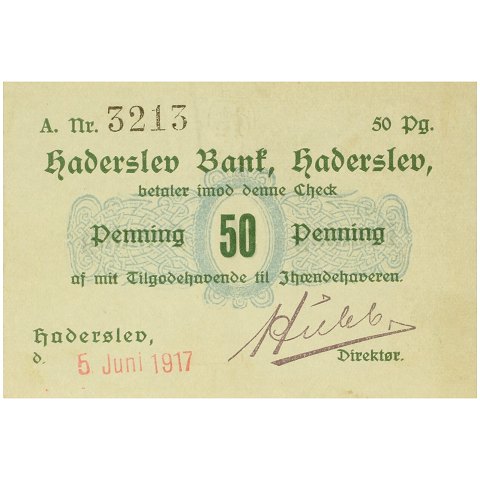 A. Nr. 3213 50 Pg.
Haderslev Bank, Haderslev,
betaler imod denne Check
Penning 50 Penning
af mit Tilgodehavende til Ihændehaveren.
Haderslev,
d. 5 Juni 1917
Direktør.